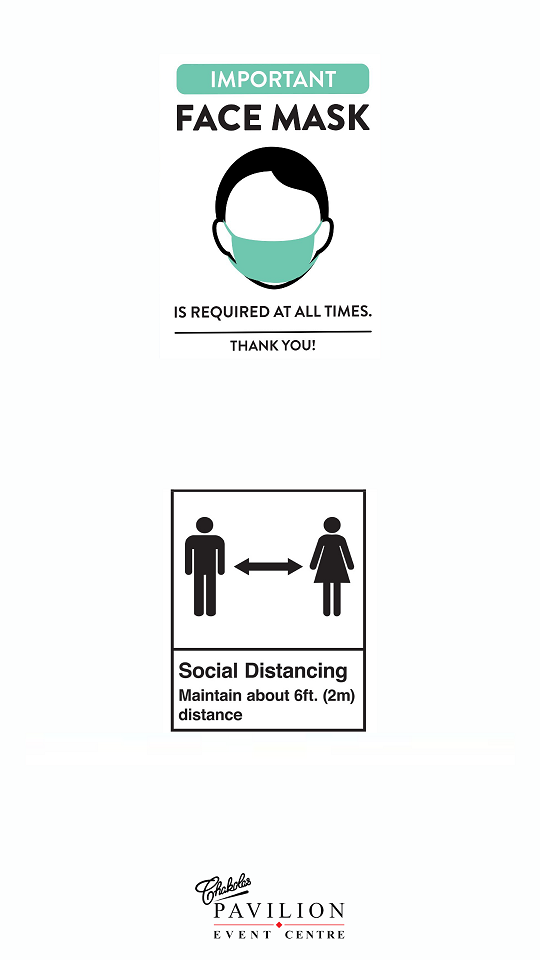 IMPORTANT
FACE MASK
IS REQUIRED AT ALL TIMES.
THANK YOU!
Social Distancing
Maintain about 6ft. (2m)
distance
Chakolas
PAVILION
EVENT CENTRE